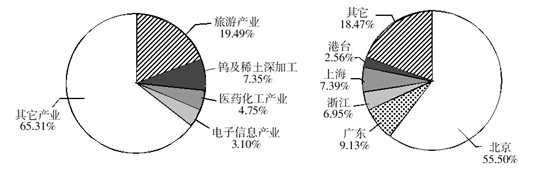 旅游产业
19.49%
钨及稀土深加工
7.35%
医药化工产业
4.75%
电子信息产业
3.10%
其它产业
65.31%
其它
18.47%
港台
2.56%
上海
7.39%
浙江
6.95%
广东
9.13%
北京
55.50%